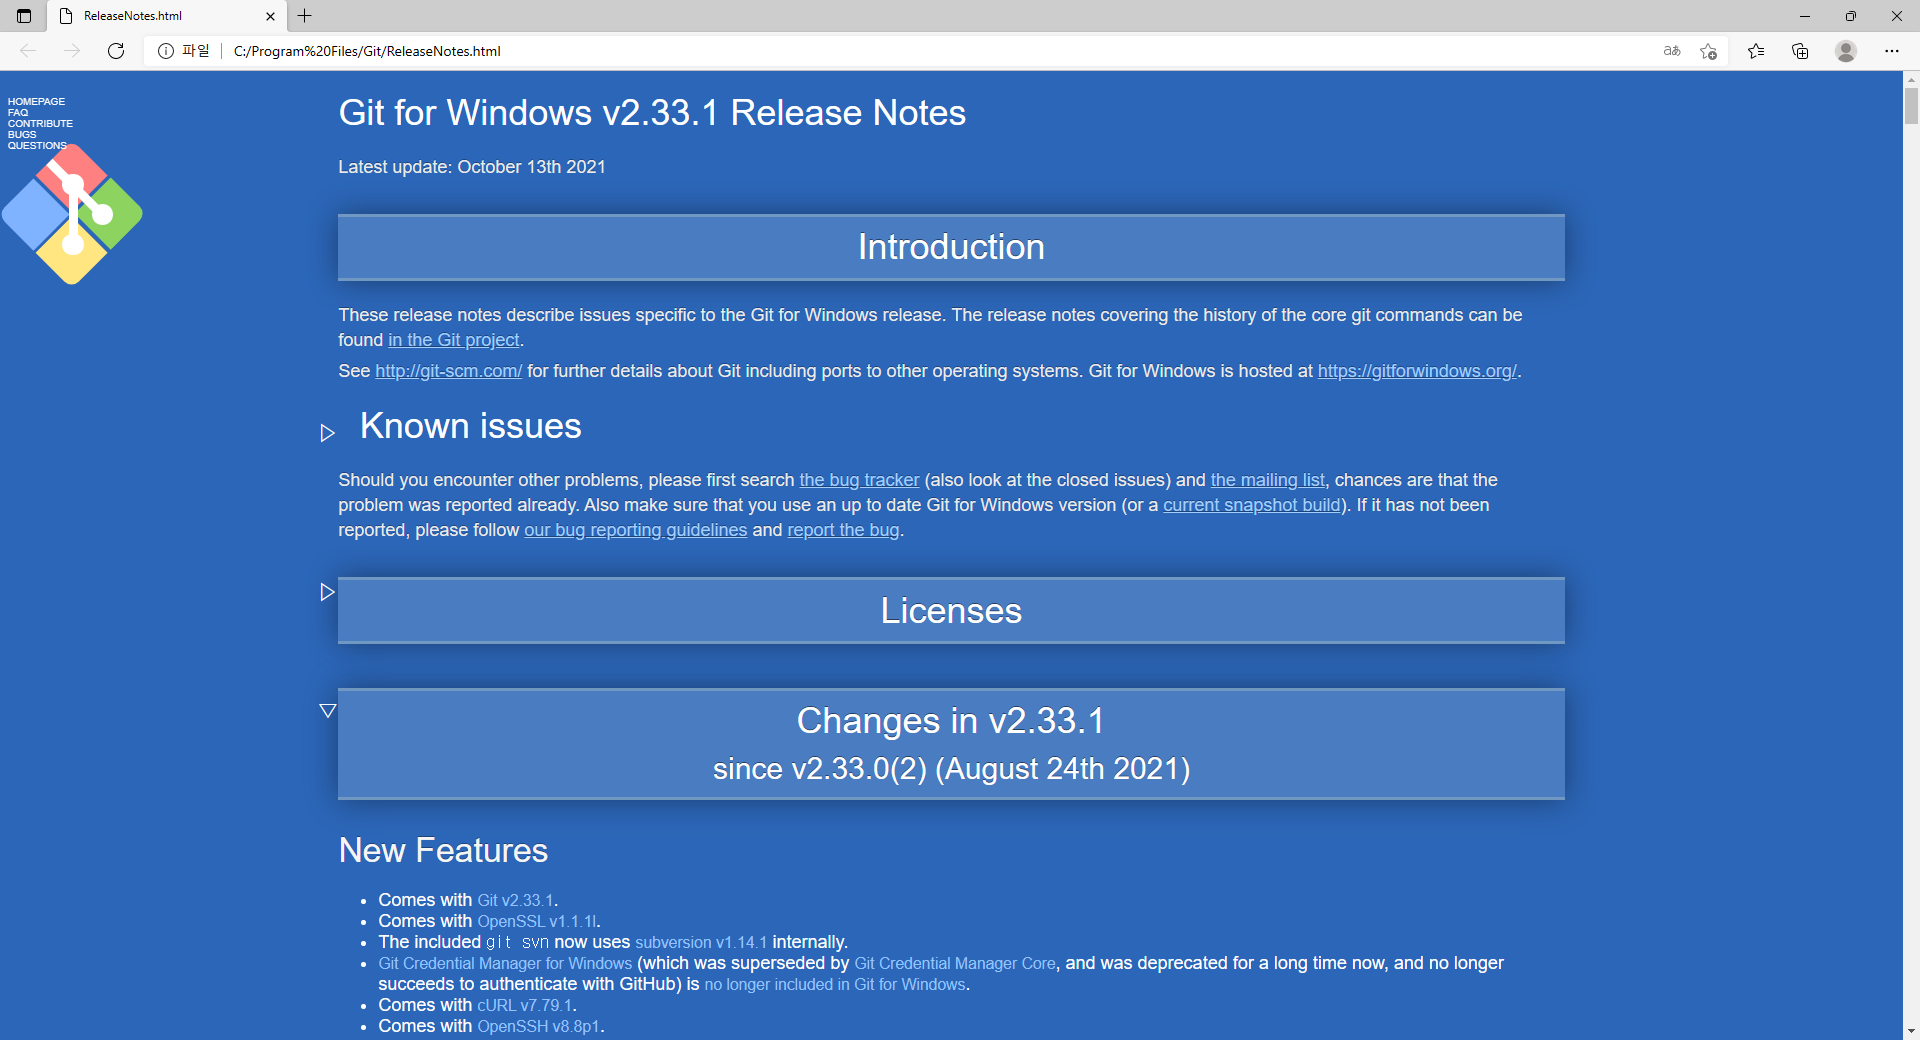 ReleaseNotes.html
파일
C:/Program%20Files/Git/ReleaseNotes.html
aあ
HOMEPAGE
FAQ
CONTRIBUTE
BUGS
QUESTIONS
Git for Windows v2.33.1 Release Notes
Latest update: October 13th 2021
Introduction
These release notes describe issues specific to the Git for Windows release. The release notes covering the history of the core git commands can be
found in the Git project.
See http://git-scm.com/ for further details about Git including ports to other operating systems. Git for Windows is hosted at https://gitforwindows.org/.
Known issues
Should you encounter other problems, please first search the bug tracker (also look at the closed issues) and the mailing list, chances are that the
problem was reported already. Also make sure that you use an up to date Git for Windows version (or a current snapshot build). If it has not been
reported, please follow our bug reporting guidelines and report the bug.
Licenses
Changes in v2.33.1
since v2.33.0(2) (August 24th 2021)
New Features
• Comes with Git v2.33.1.
• Comes with OpenSSL v1.1.1l.
• The included git svn now uses subversion v1.14.1 internally.
• Git Credential Manager for Windows (which was superseded by Git Credential Manager Core, and was deprecated for a long time now, and no longer
succeeds to authenticate with GitHub) is no longer included in Git for Windows.
• Comes with cURL v7.79.1.
• Comes with OpenSSH v8.8p1.